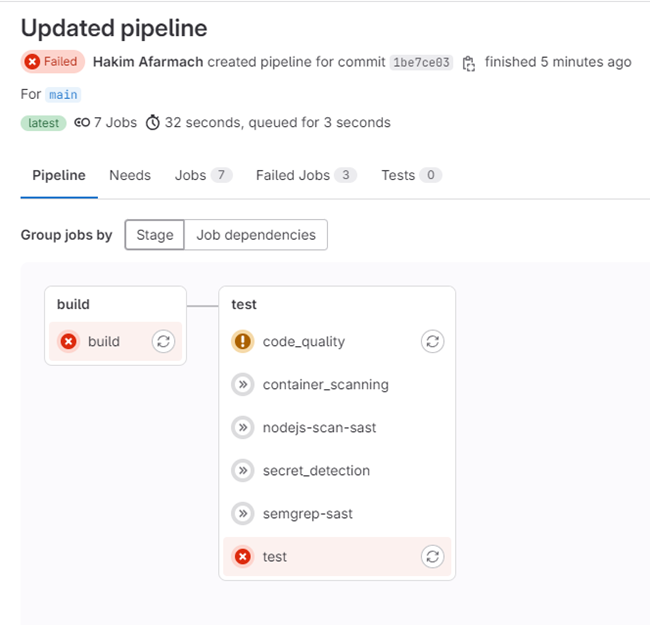 Updated pipeline
Failed Hakim Afarmach created pipeline for commit 1be7ce03 finished 5 minutes ago
For main
latest 7 Jobs 32 seconds, queued for 3 seconds
Pipeline Needs Jobs 7 Failed Jobs 3 Tests 0
Group jobs by Stage Job dependencies
build
build
test
code_quality
container_scanning
nodejs-scan-sast
secret_detection
semgrep-sast
test